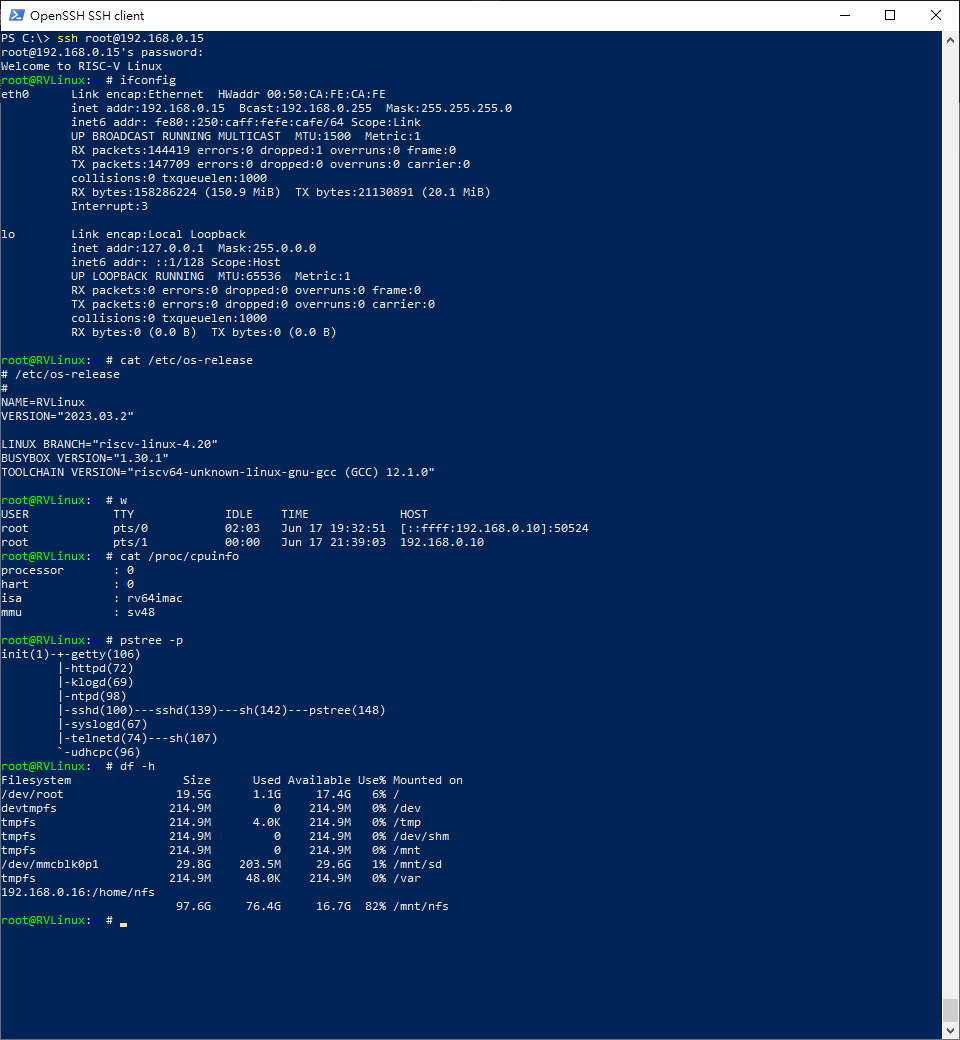 OpenSSH SSH client
PS C:\> ssh root@192.168.0.15
root@192.168.0.15's password:
Welcome to RISC-V Linux
root@RVLinux:  # ifconfig
eth0      Link encap:Ethernet  HWaddr 00:50:CA:FE:CA:FE
          inet addr:192.168.0.15  Bcast:192.168.0.255  Mask:255.255.255.0
          inet6 addr: fe80::250:caff:fefe:cafe/64 Scope:Link
          UP BROADCAST RUNNING MULTICAST  MTU:1500  Metric:1
          RX packets:144419 errors:0 dropped:1 overruns:0 frame:0
          TX packets:147709 errors:0 dropped:0 overruns:0 carrier:0
          collisions:0 txqueuelen:1000
          RX bytes:158286224 (150.9 MiB)  TX bytes:21130891 (20.1 MiB)
          Interrupt:3

lo        Link encap:Local Loopback
          inet addr:127.0.0.1  Mask:255.0.0.0
          inet6 addr: ::1/128 Scope:Host
          UP LOOPBACK RUNNING  MTU:65536  Metric:1
          RX packets:0 errors:0 dropped:0 overruns:0 frame:0
          TX packets:0 errors:0 dropped:0 overruns:0 carrier:0
          collisions:0 txqueuelen:1000
          RX bytes:0 (0.0 B)  TX bytes:0 (0.0 B)

root@RVLinux:  # cat /etc/os-release
# /etc/os-release
#
NAME=RVLinux
VERSION="2023.03.2"

LINUX BRANCH="riscv-linux-4.20"
BUSYBOX VERSION="1.30.1"
TOOLCHAIN VERSION="riscv64-unknown-linux-gnu-gcc (GCC) 12.1.0"

root@RVLinux:  # w
USER            TTY             IDLE    TIME             HOST
root            pts/0           02:03   Jun 17 19:32:51  [::ffff:192.168.0.10]:50524
root            pts/1           00:00   Jun 17 21:39:03  192.168.0.10
root@RVLinux:  # cat /proc/cpuinfo
processor       : 0
hart            : 0
isa             : rv64imac
mmu             : sv48

root@RVLinux:  # pstree -p
init(1)-+-getty(106)
        |-httpd(72)
        |-klogd(69)
        |-ntpd(98)
        |-sshd(100)---sshd(139)---sh(142)---pstree(148)
        |-syslogd(67)
        |-telnetd(74)---sh(107)
        `-udhcpc(96)
root@RVLinux:  # df -h
Filesystem                Size      Used Available Use% Mounted on
/dev/root                19.5G      1.1G     17.4G   6% /
devtmpfs                214.9M         0    214.9M   0% /dev
tmpfs                   214.9M      4.0K    214.9M   0% /tmp
tmpfs                   214.9M         0    214.9M   0% /dev/shm
tmpfs                   214.9M         0    214.9M   0% /mnt
/dev/mmcblk0p1           29.8G    203.5M     29.6G   1% /mnt/sd
tmpfs                   214.9M     48.0K    214.9M   0% /var
192.168.0.16:/home/nfs
                         97.6G     76.4G     16.7G  82% /mnt/nfs
root@RVLinux:  #